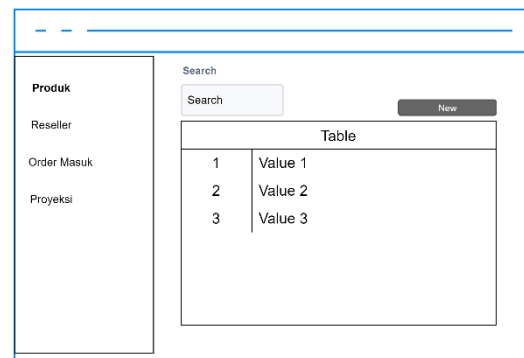 Produk
Reseller
Order Masuk
Proyeksi
Search
Search
New
Table
1 Value 1
2 Value 2
3 Value 3